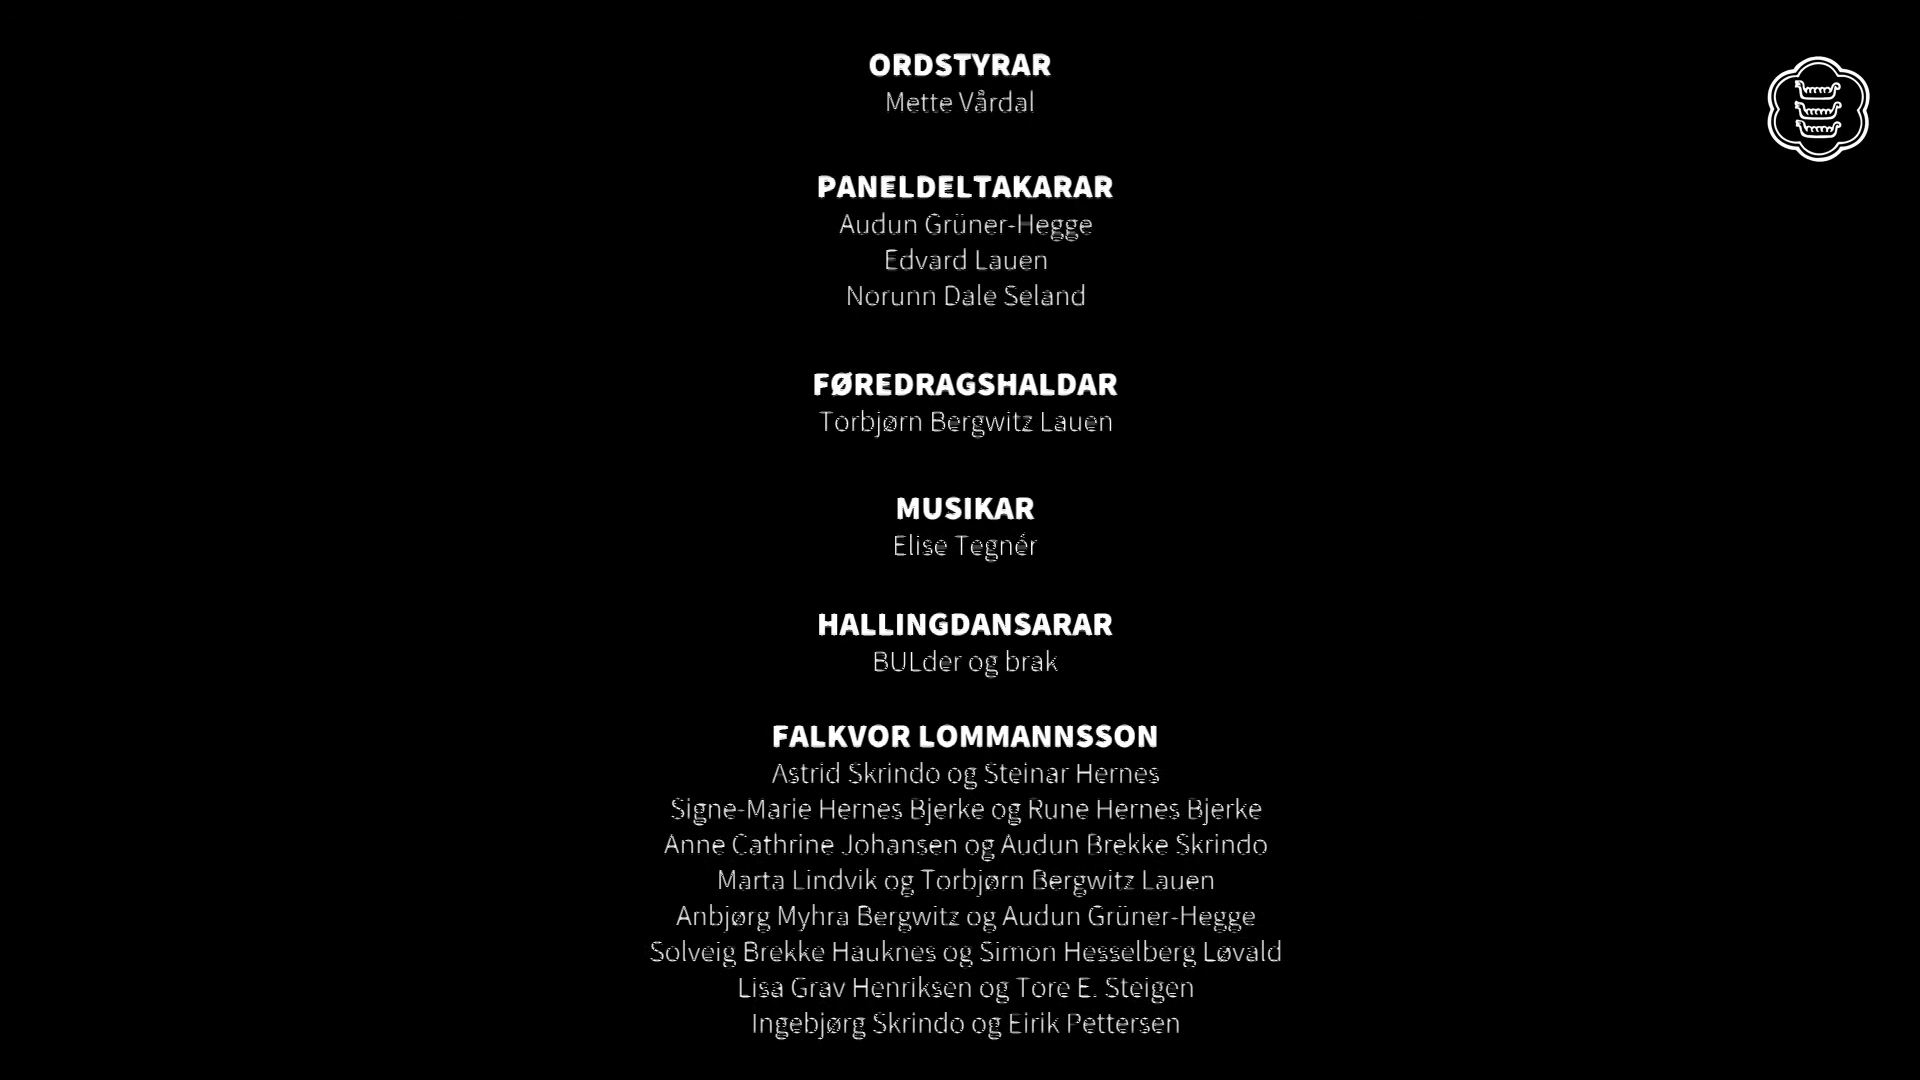 ORDSTYRAR
Mette Vårdal
PANELDELTAKARAR
Audun Grüner-Hegge
Edvard Lauen
Norunn Dale Seland
FØREDRAGSHALDAR
Torbjørn Bergwitz Lauen
MUSIKAR
Elise Tegnér
HALLINGDANSARAR
BULder og brak
FALKVOR LOMMANNSSON
Astrid Skrindo og Steinar Hernes
Signe-Marie Hernes Bjerke og Rune Hernes Bjerke
Anne Cathrine Johansen og Audun Brekke Skrindo
Marta Lindvik og Torbjørn Bergwitz Lauen
Anbjørg Myhra Bergwitz og Audun Grüner-Hegge
Solveig Brekke Hauknes og Simon Hesselberg Løvald
Lisa Grav Henriksen og Tore E. Steigen
Ingebjørg Skrindo og Eirik Pettersen